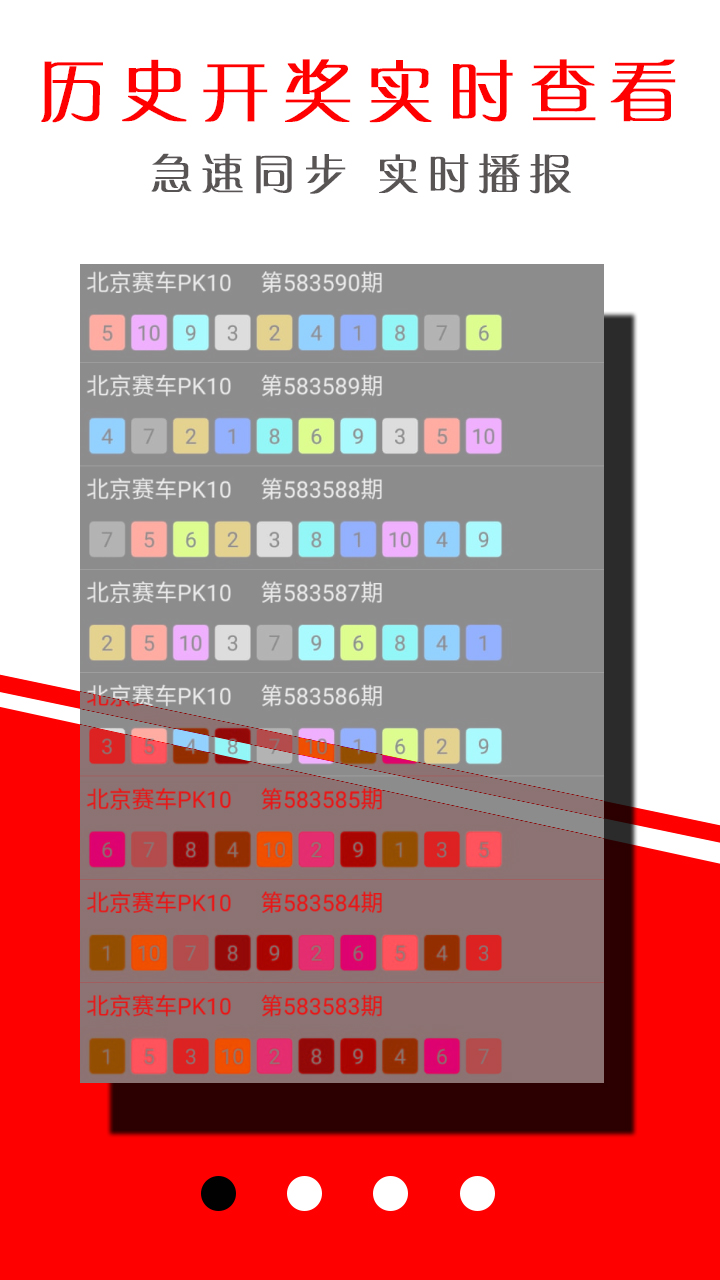 历史开奖实时查看
急速同步 实时播报
北京赛车PK10 第583590期
5 10 9 3 2 4 1 8 7 6
北京赛车PK10 第583589期
4 7 2 1 8 6 9 3 5 10
北京赛车PK10 第583588期
7 5 6 2 3 8 1 10 4 9
北京赛车PK10 第583587期
2 5 10 3 7 9 6 8 4 1
北京赛车PK10 第583586期
3 5 4 8 7 10 1 6 2 9
北京赛车PK10 第583585期
6 7 8 4 10 2 9 1 3 5
北京赛车PK10 第583584期
1 10 7 8 9 2 6 5 4 3
北京赛车PK10 第583583期
1 5 3 10 2 8 9 4 6 7